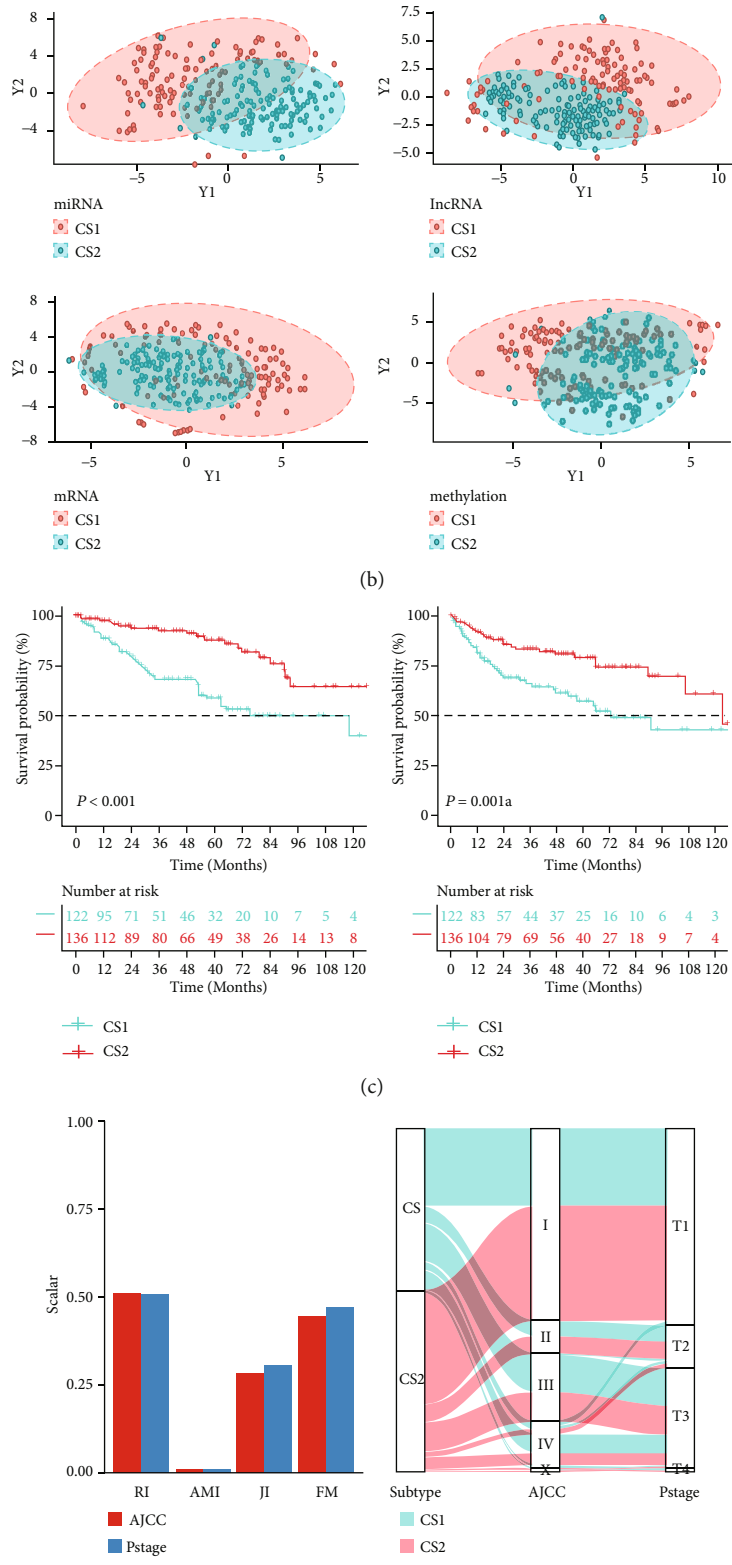 8
4
0
−4
Y2
−5
0
5
Y1
miRNA
CS1
CS2
7.5
5.0
2.5
0.0
−2.5
−5.0
Y2
−5
0
5
10
Y1
lncRNA
CS1
CS2
8
4
0
−4
−8
Y2
−5
0
5
Y1
mRNA
CS1
CS2
5
0
−5
Y2
−5
0
5
Y1
methylation
CS1
CS2
(b)
100
75
50
25
0
Survival probability (%)
P < 0.001
0 12 24 36 48 60 72 84 96 108 120
Time (Months)
Number at risk
122 95 71 51 46 32 20 10 7 5 4
136 112 89 80 66 49 38 26 14 13 8
0 12 24 36 48 60 72 84 96 108 120
Time (Months)
CS1
CS2
100
75
50
25
0
Survival probability (%)
P = 0.001a
0 12 24 36 48 60 72 84 96 108 120
Time (Months)
Number at risk
122 83 57 44 37 25 16 10 6 4 3
136 104 79 69 56 40 27 18 9 7 4
0 12 24 36 48 60 72 84 96 108 120
Time (Months)
CS1
CS2
(c)
1.00
0.75
0.50
0.25
0.00
Scalar
RI AMI JI FM
AJCC
Pstage
CS
CS2
I
II
III
IV
X
T1
T2
T3
T4
Subtype AJCC Pstage
CS1
CS2